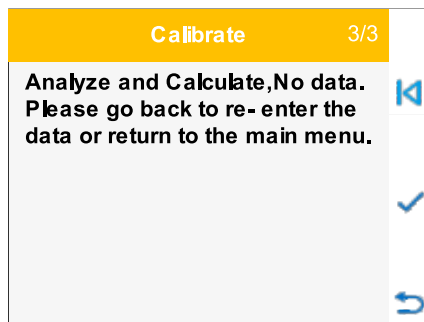 Calibrate 3/3
Analyze and Calculate,No data.
Please go back to re- enter the
data or return to the main menu.